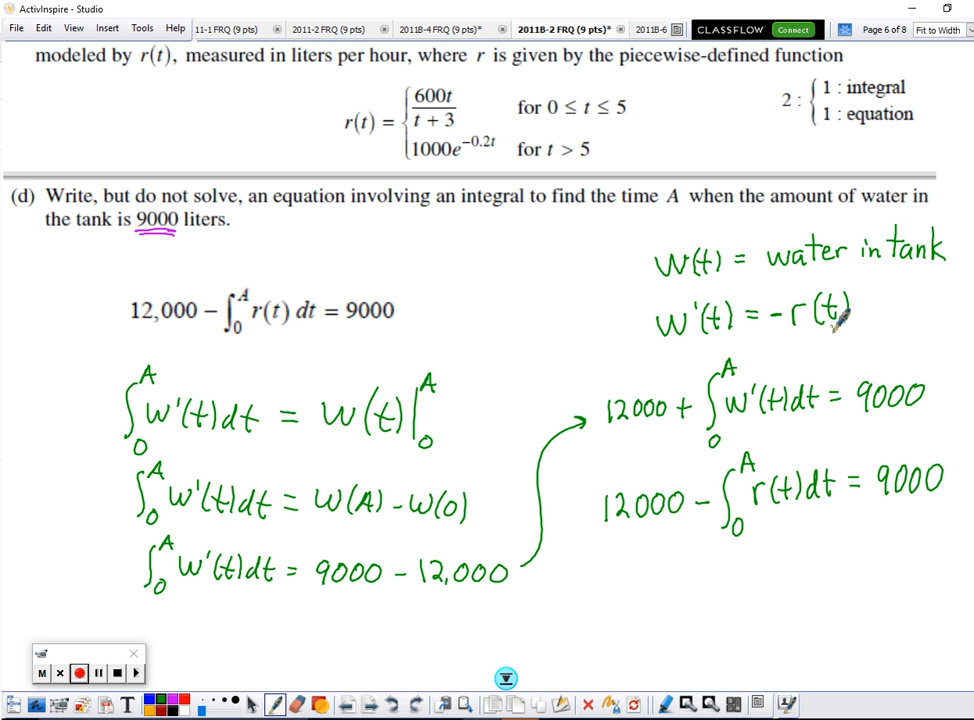 ActivInspire - Studio
File Edit View Insert Tools Help 11-1 FRQ (9 pts) 2011-2 FRQ (9 pts) 2011B-4 FRQ (9 pts)* 2011B-2 FRQ (9 pts)* 2011B-6 CLASSFLOW Connect Page 6 of 8 Fit to Width
modeled by r(t), measured in liters per hour, where r is given by the piecewise-defined function
r(t) = { 600t / t + 3 for 0 ≤ t ≤ 5
1000e^−0.2t for t > 5
2 : { 1 : integral
1 : equation
(d) Write, but do not solve, an equation involving an integral to find the time A when the amount of water in
the tank is 9000 liters.
W(t) = water in tank
12,000 − ∫_0^A r(t) dt = 9000
W'(t) = -r(t)
∫_0^A W'(t)dt = W(t)|_0^A
∫_0^A W'(t)dt = W(A) - W(0)
∫_0^A W'(t)dt = 9000 - 12,000
12000 + ∫_0^A W'(t)dt = 9000
12000 - ∫_0^A r(t)dt = 9000
M
T